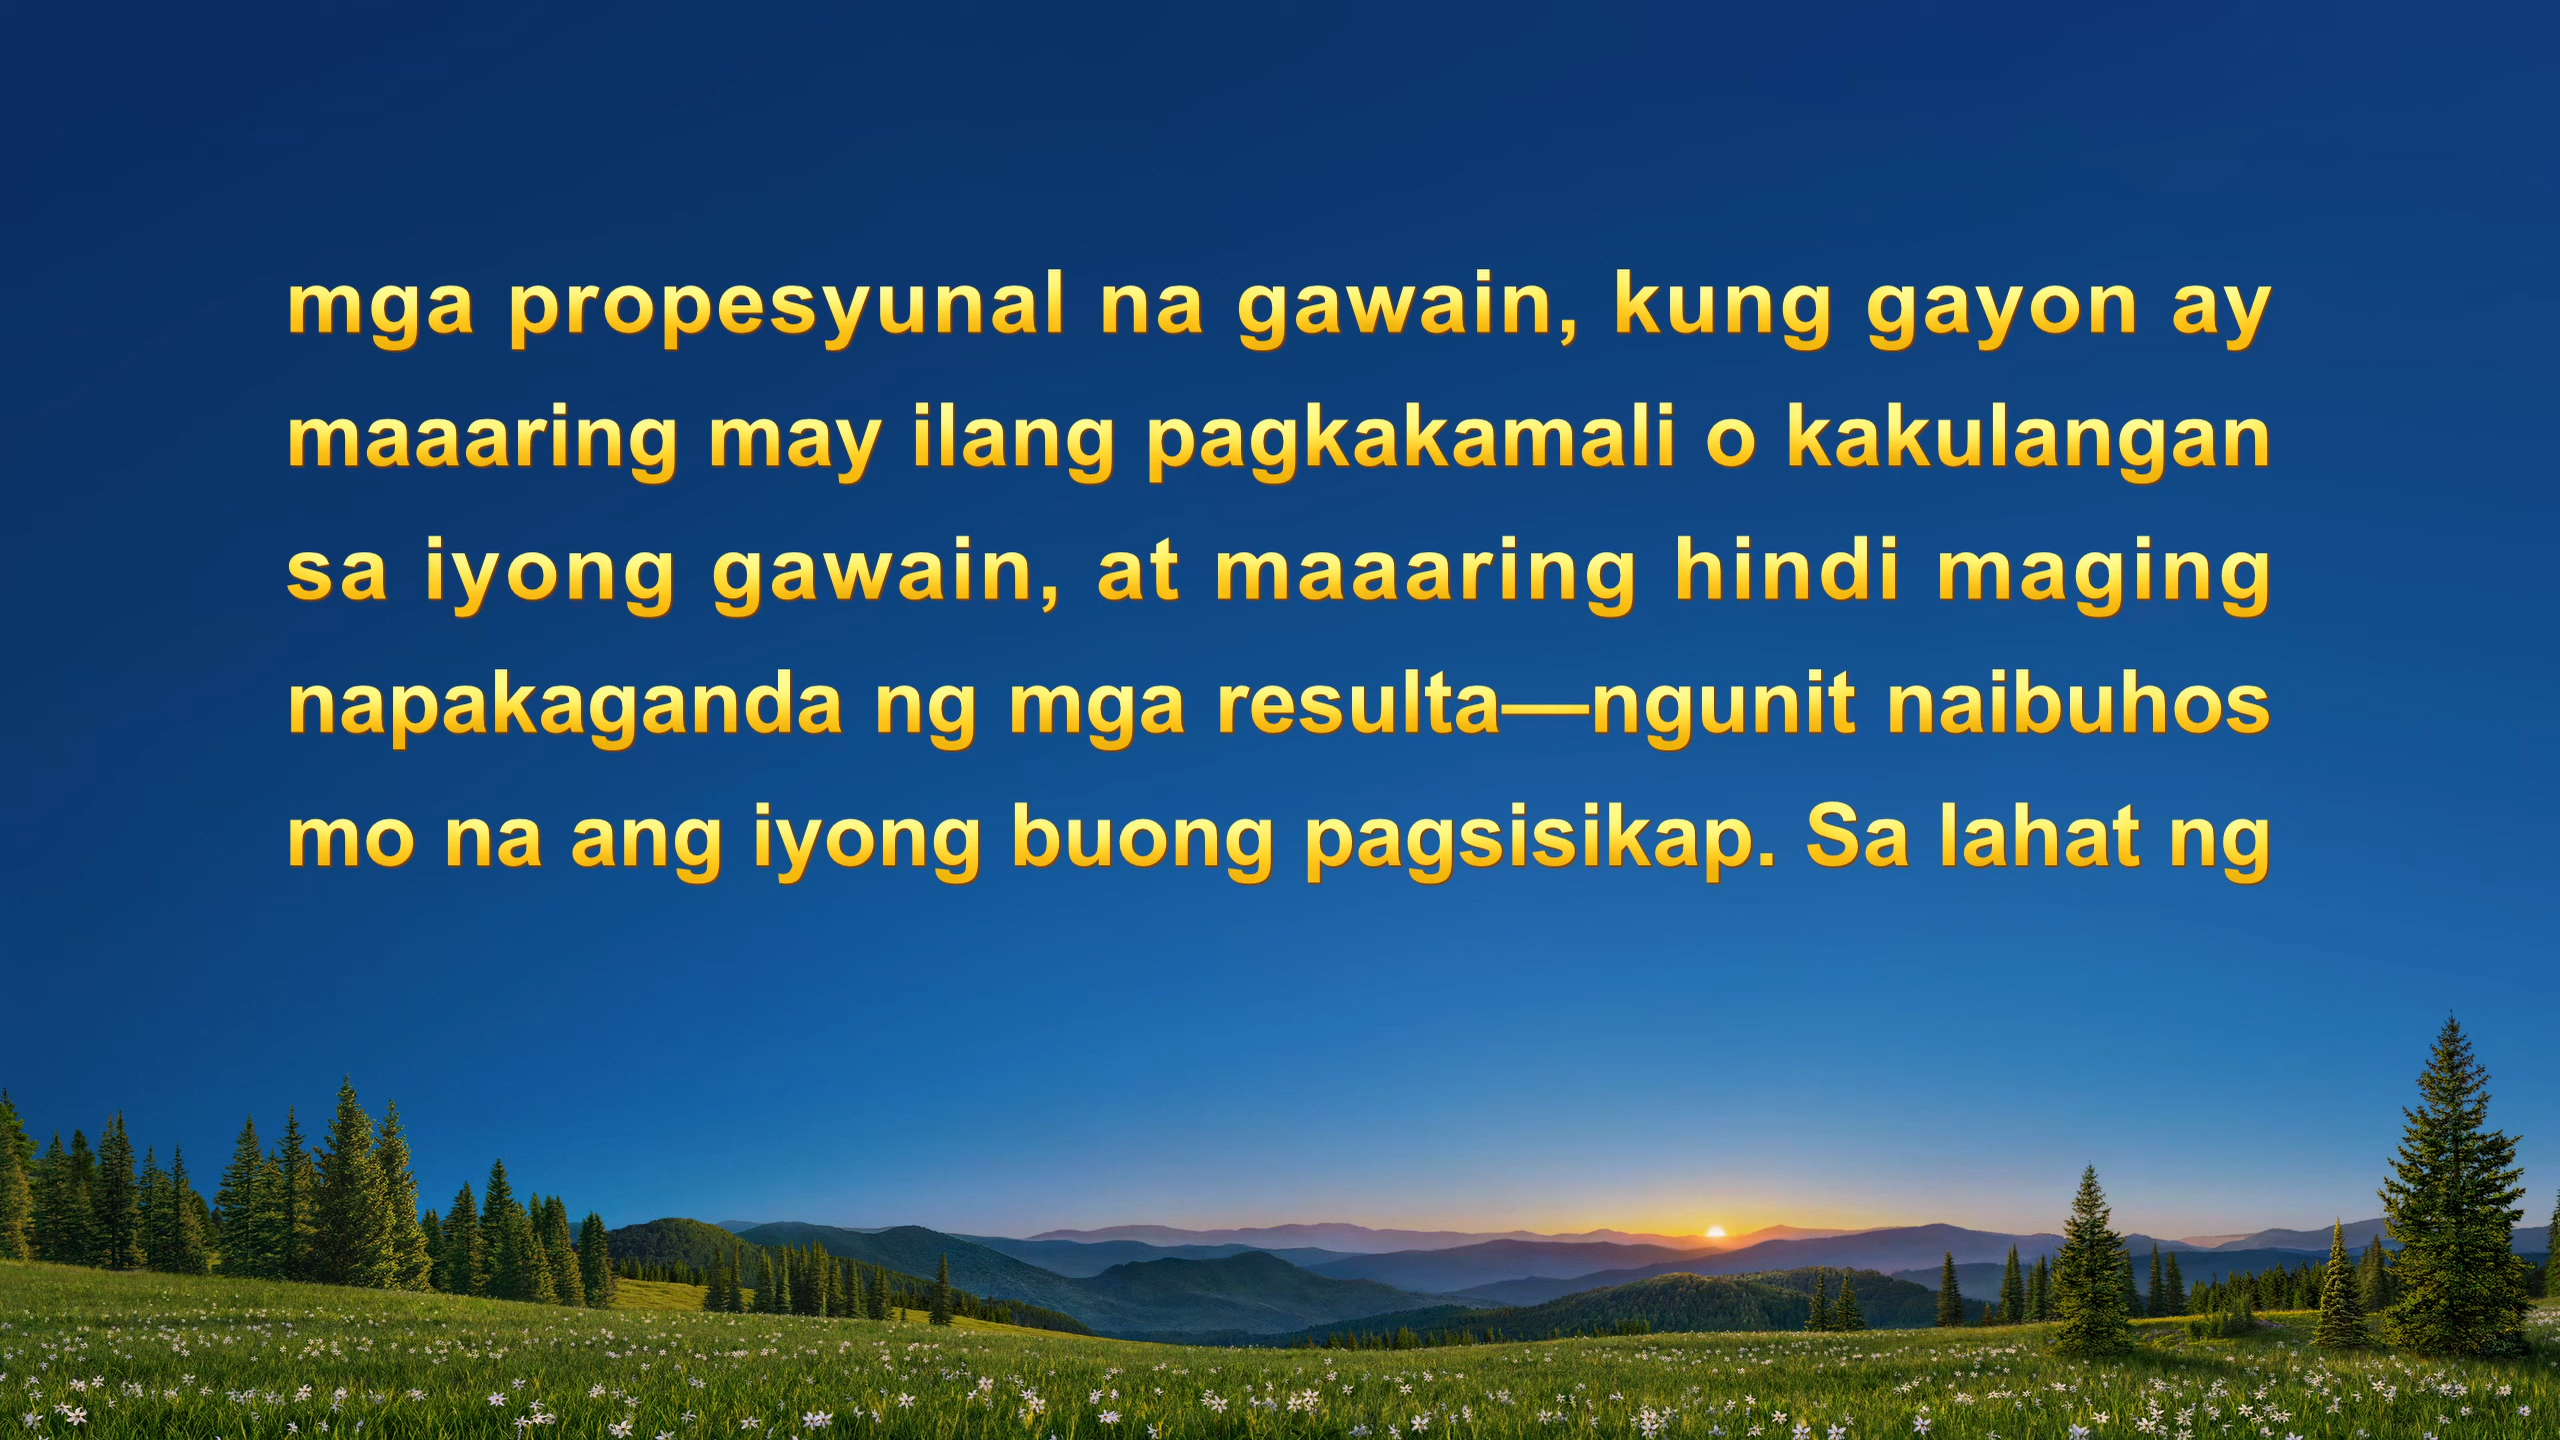 mga propesyunal na gawain, kung gayon ay
maaaring may ilang pagkakamali o kakulangan
sa iyong gawain, at maaaring hindi maging
napakaganda ng mga resulta—ngunit naibuhos
mo na ang iyong buong pagsisikap. Sa lahat ng